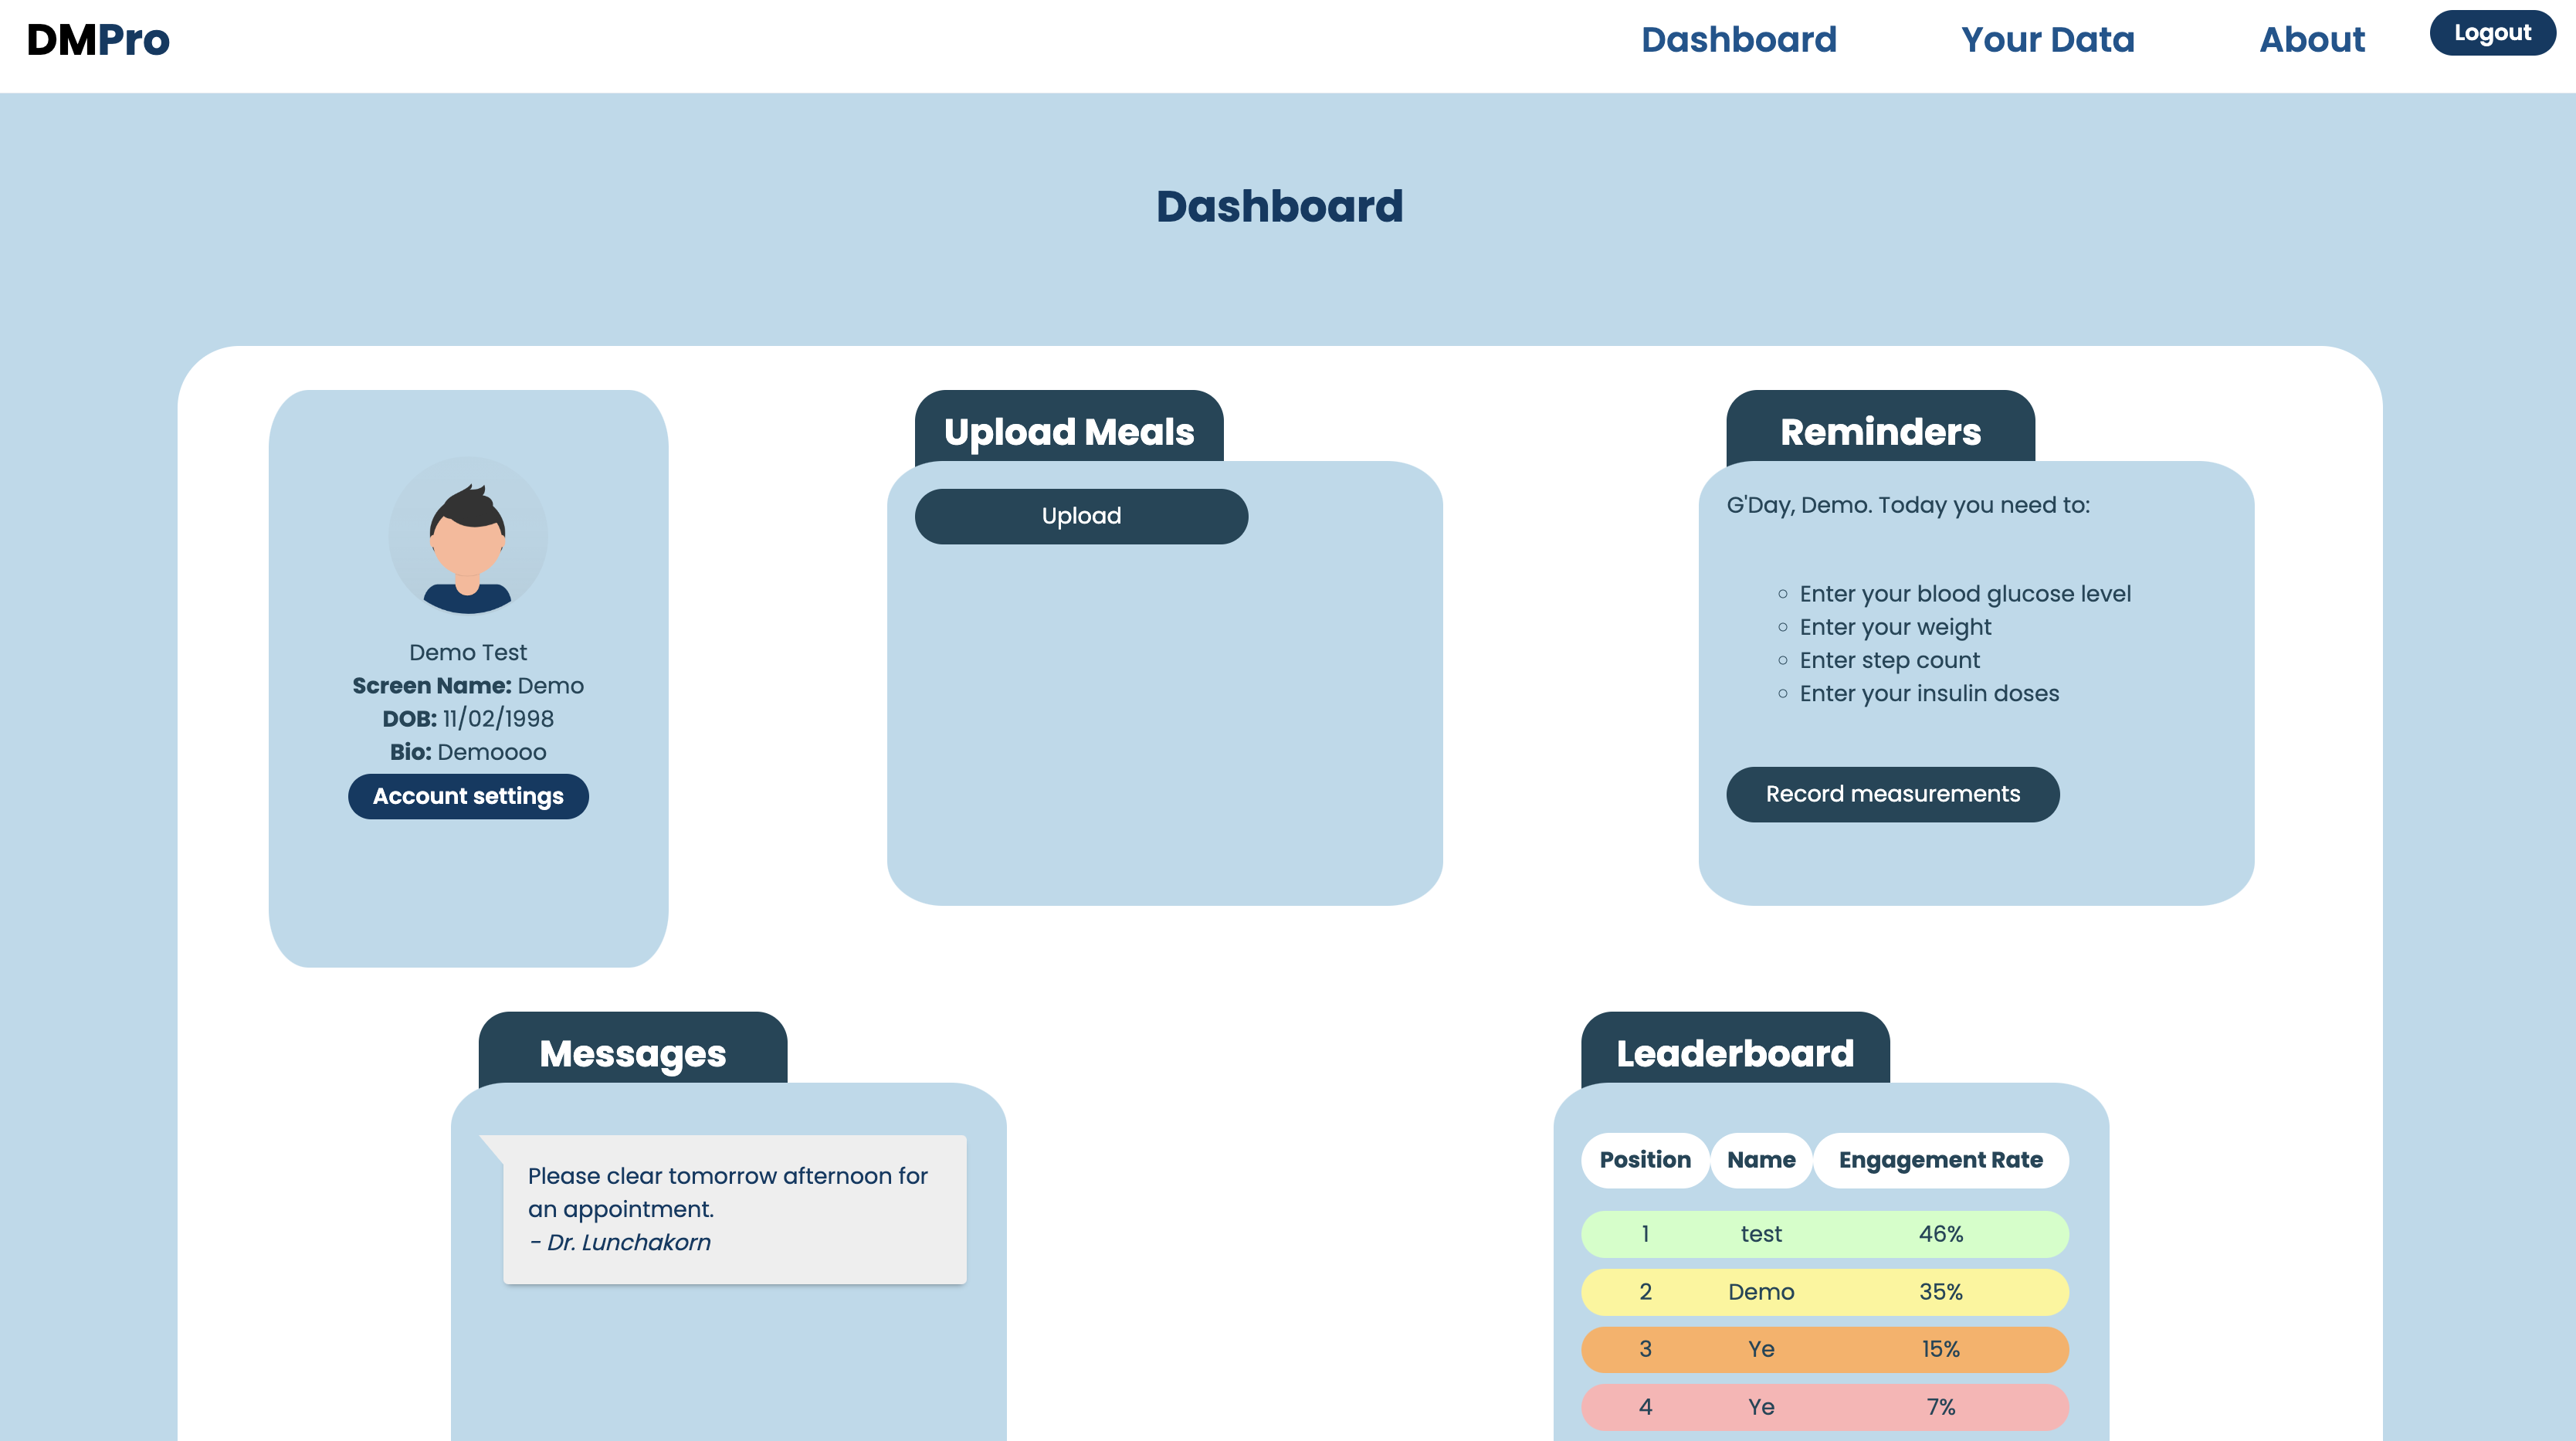 DMPro
Dashboard
Your Data
About
Logout
Dashboard
Demo Test
Screen Name: Demo
DOB: 11/02/1998
Bio: Demoooo
Account settings
Upload Meals
Upload
Reminders
G'Day, Demo. Today you need to:
Enter your blood glucose level
Enter your weight
Enter step count
Enter your insulin doses
Record measurements
Messages
Please clear tomorrow afternoon for
an appointment.
- Dr. Lunchakorn
Leaderboard
Position Name Engagement Rate
1 test 46%
2 Demo 35%
3 Ye 15%
4 Ye 7%